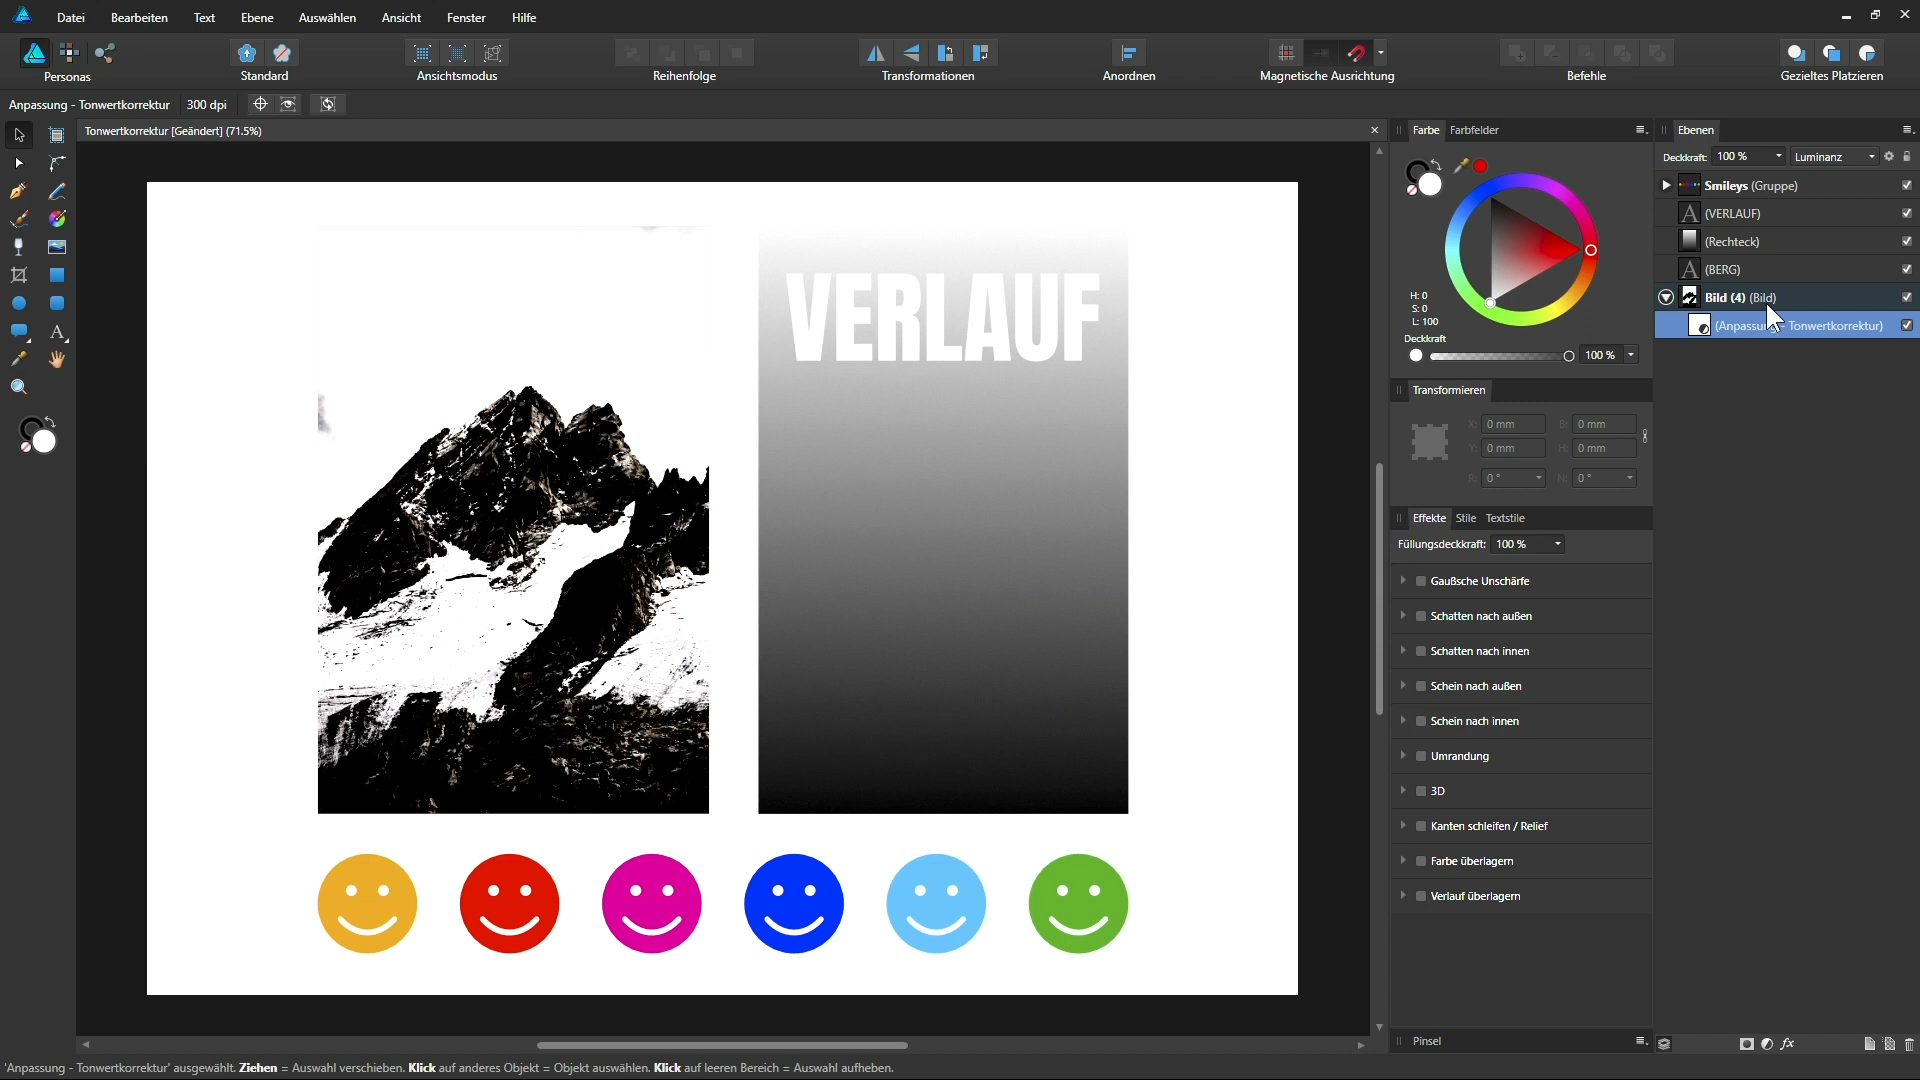 Datei Bearbeiten Text Ebene Auswählen Ansicht Fenster Hilfe
Personas Standard Ansichtsmodus Reihenfolge Transformationen Anordnen Magnetische Ausrichtung Befehle Gezieltes Platzieren
Anpassung - Tonwertkorrektur 300 dpi
Tonwertkorrektur [Geändert] (71.5%)
VERLAUF
Farbe Farbfelder
H: 0
S: 0
L: 100
Deckkraft
100 %
Transformieren
X: 0 mm B: 0 mm
Y: 0 mm H: 0 mm
R: 0° N: 0°
Effekte Stile Textstile
Füllungsdeckkraft: 100 %
Gaußsche Unschärfe
Schatten nach außen
Schatten nach innen
Schein nach außen
Schein nach innen
Umrandung
3D
Kanten schleifen / Relief
Farbe überlagern
Verlauf überlagern
Pinsel
Ebenen
Deckkraft: 100 % Luminanz
Smileys (Gruppe)
A (VERLAUF)
(Rechteck)
A (BERG)
Bild (4) (Bild)
(Anpassung - Tonwertkorrektur)
fx
'Anpassung - Tonwertkorrektur' ausgewählt. Ziehen = Auswahl verschieben. Klick auf anderes Objekt = Objekt auswählen. Klick auf leeren Bereich = Auswahl aufheben.